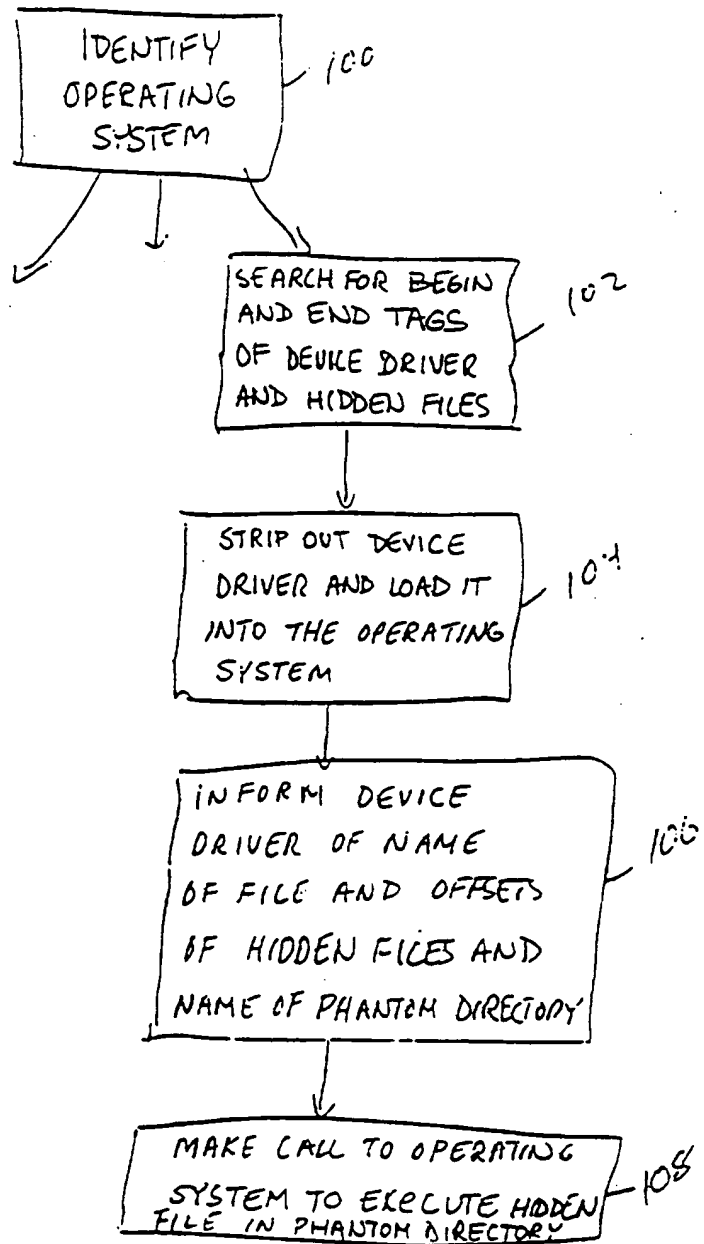 IDENTIFY
OPERATING
SYSTEM
100
SEARCH FOR BEGIN
AND END TAGS
OF DEVICE DRIVER
AND HIDDEN FILES
102
STRIP OUT DEVICE
DRIVER AND LOAD IT
INTO THE OPERATING
SYSTEM
104
INFORM DEVICE
DRIVER OF NAME
OF FILE AND OFFSETS
OF HIDDEN FILES AND
NAME OF PHANTOM DIRECTORY
106
MAKE CALL TO OPERATING
SYSTEM TO EXECUTE HIDDEN
FILE IN PHANTOM DIRECTORY
108